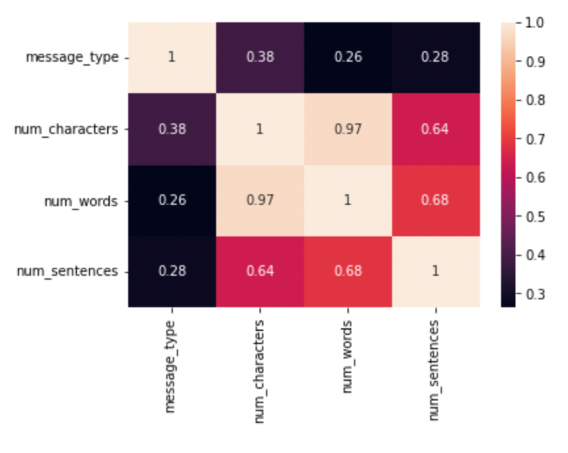 message_type 1 0.38 0.26 0.28
num_characters 0.38 1 0.97 0.64
num_words 0.26 0.97 1 0.68
num_sentences 0.28 0.64 0.68 1
message_type
num_characters
num_words
num_sentences
1.0
0.9
0.8
0.7
0.6
0.5
0.4
0.3